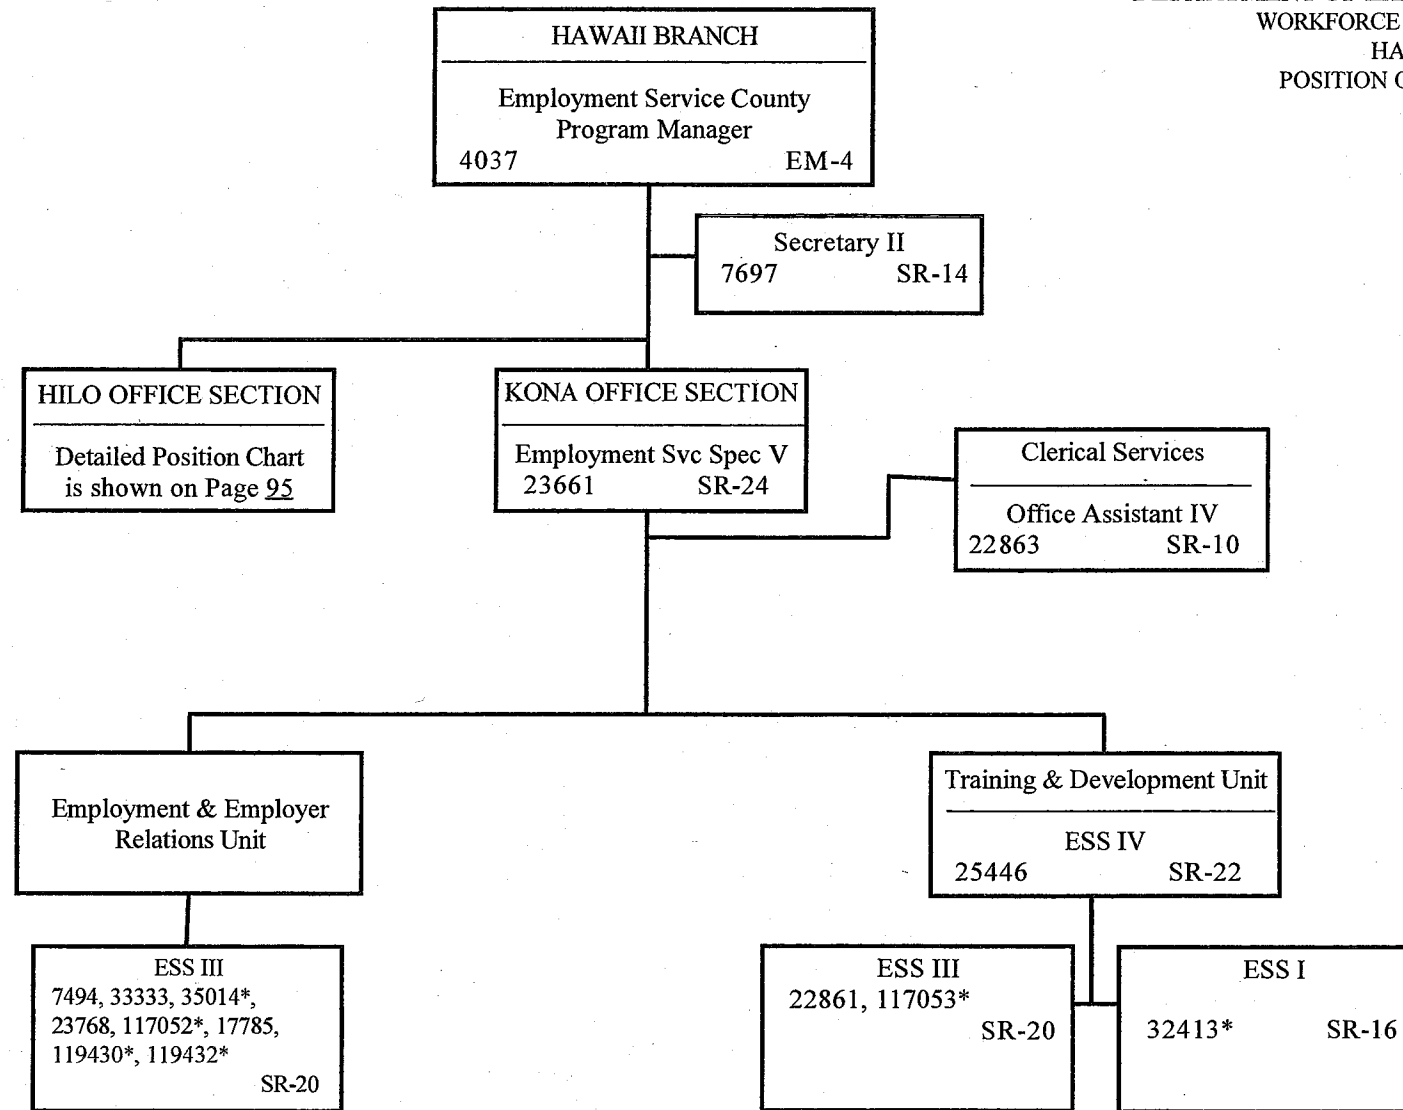 WORKFORCE
HA
POSITION O
HAWAII BRANCH
Employment Service County
Program Manager
4037 EM-4
Secretary II
7697 SR-14
HILO OFFICE SECTION
Detailed Position Chart
is shown on Page 95
KONA OFFICE SECTION
Employment Svc Spec V
23661 SR-24
Clerical Services
Office Assistant IV
22863 SR-10
Employment & Employer
Relations Unit
Training & Development Unit
ESS IV
25446 SR-22
ESS III
7494, 33333, 35014*,
23768, 117052*, 17785,
119430*, 119432*
SR-20
ESS III
22861, 117053*
SR-20
ESS I
32413* SR-16